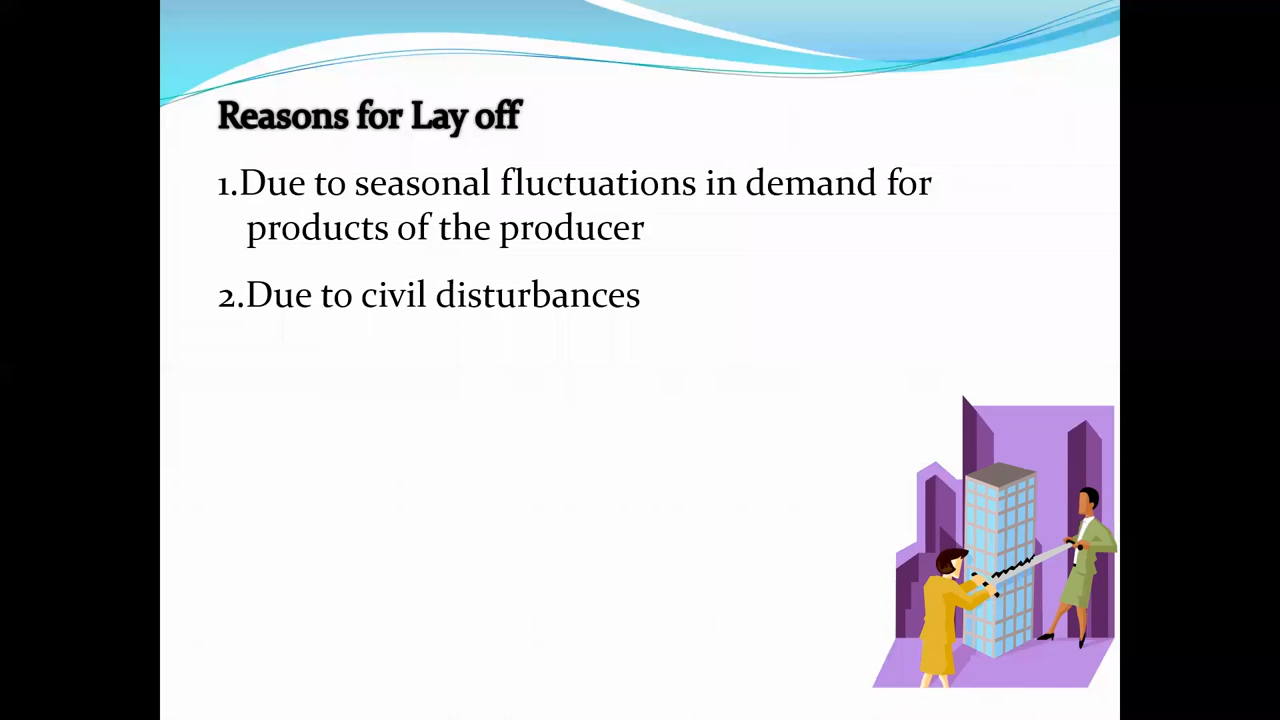 Reasons for Lay off
1.Due to seasonal fluctuations in demand for
products of the producer
2.Due to civil disturbances